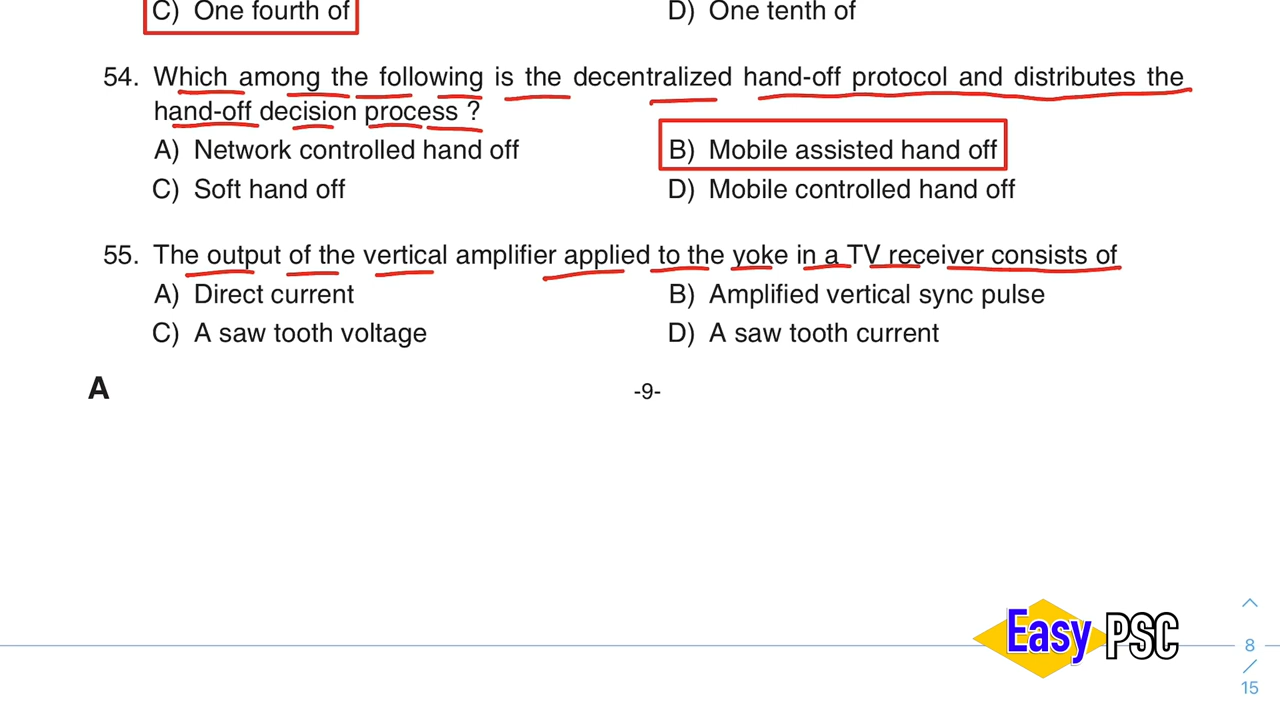 C) One fourth of D) One tenth of
54. Which among the following is the decentralized hand-off protocol and distributes the
hand-off decision process ?
A) Network controlled hand off B) Mobile assisted hand off
C) Soft hand off D) Mobile controlled hand off
55. The output of the vertical amplifier applied to the yoke in a TV receiver consists of
A) Direct current B) Amplified vertical sync pulse
C) A saw tooth voltage D) A saw tooth current
A -9-
Easy PSC
8
/
15